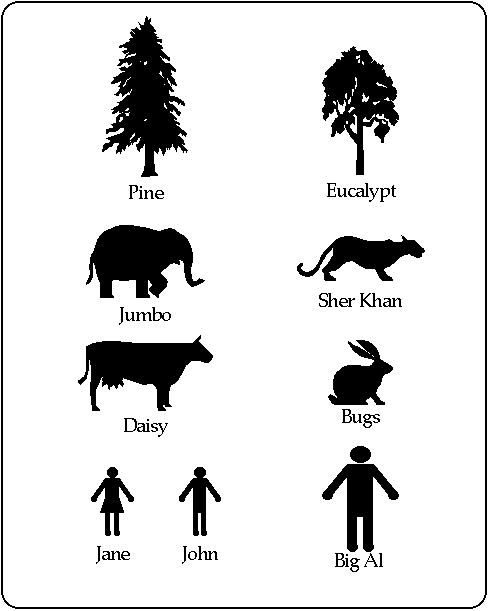 Pine
Eucalypt
Jumbo
Sher Khan
Daisy
Bugs
Jane
John
Big Al